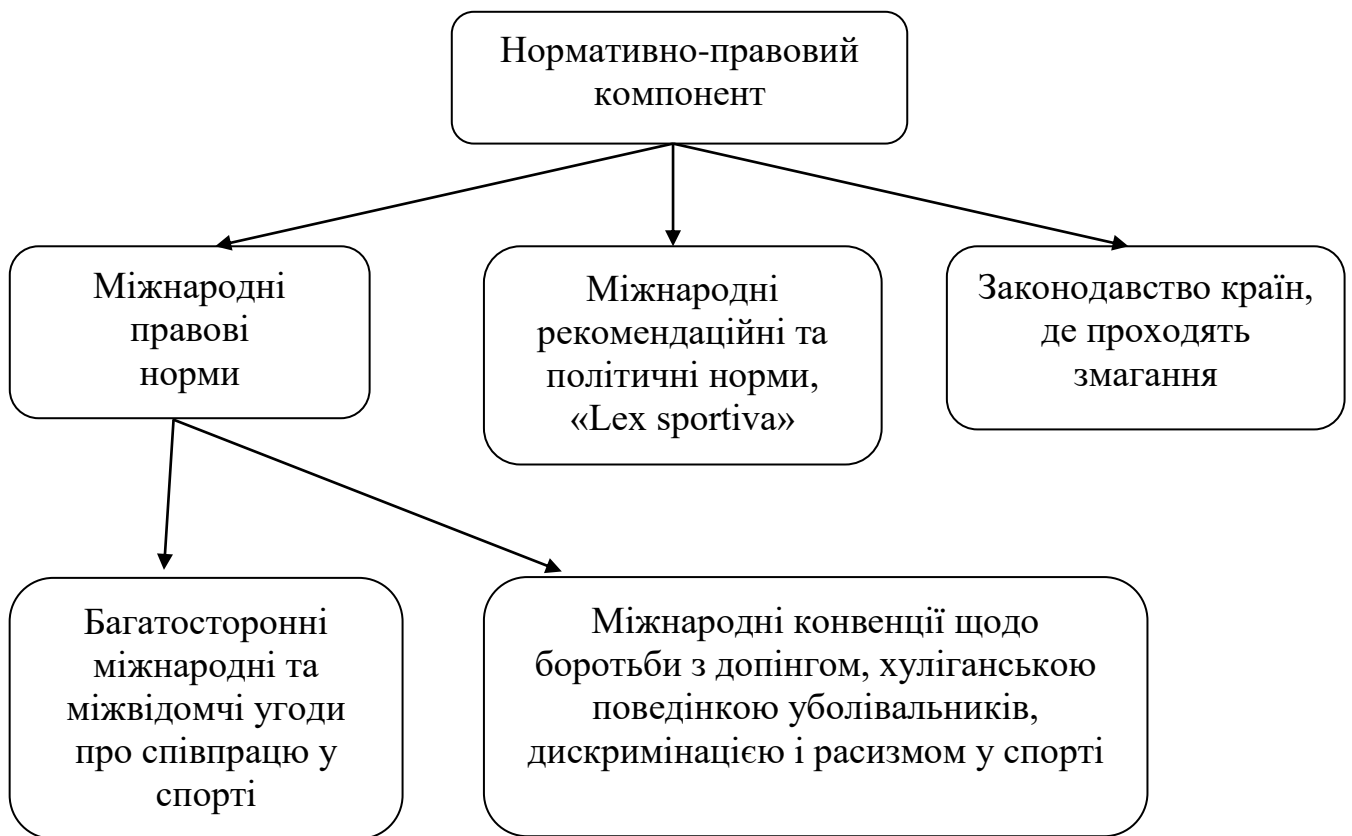 Нормативно-правовий
компонент
Міжнародні
правові
норми
Міжнародні
рекомендаційні та
політичні норми,
«Lex sportiva»
Законодавство країн,
де проходять
змагання
Багатосторонні
міжнародні та
міжвідомчі угоди
про співпрацю у
спорті
Міжнародні конвенції щодо
боротьби з допінгом, хуліганською
поведінкою уболівальників,
дискримінацією і расизмом у спорті